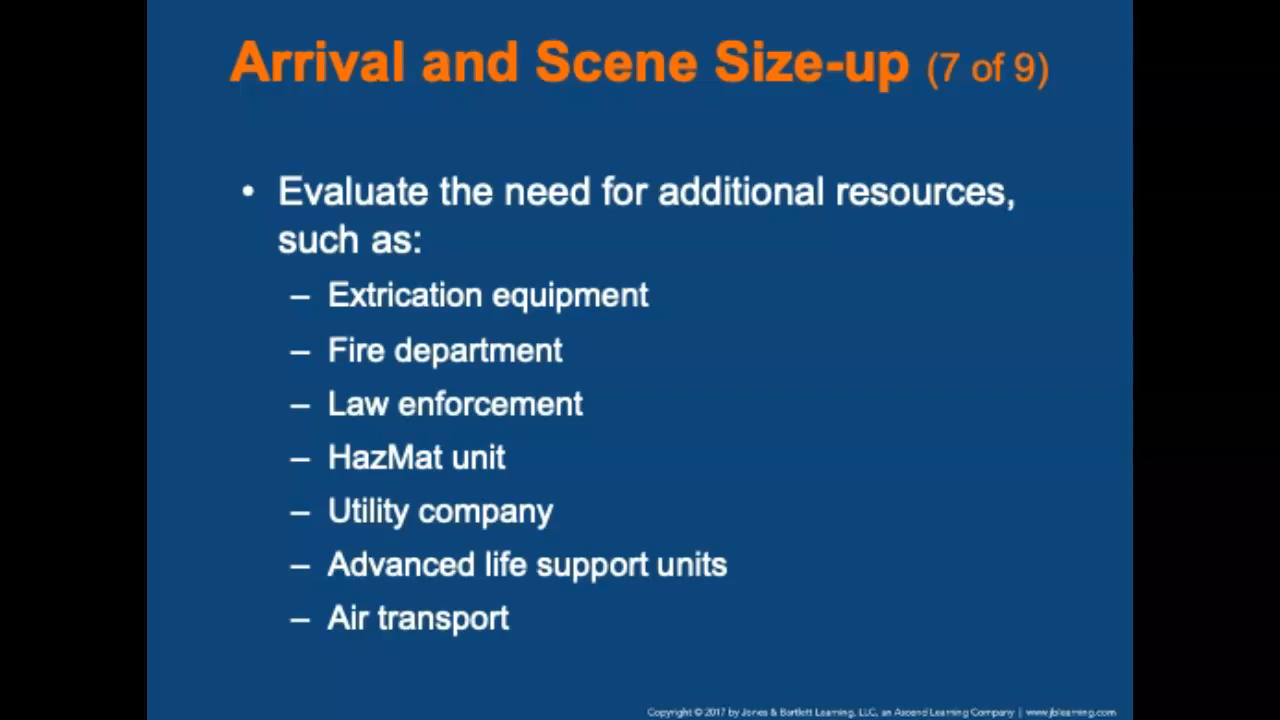 Arrival and Scene Size-up (7 of 9)
• Evaluate the need for additional resources,
such as:
– Extrication equipment
– Fire department
– Law enforcement
– HazMat unit
– Utility company
– Advanced life support units
– Air transport
Copyright © 2017 by Jones & Bartlett Learning, LLC, an Ascend Learning Company | www.jblearning.com